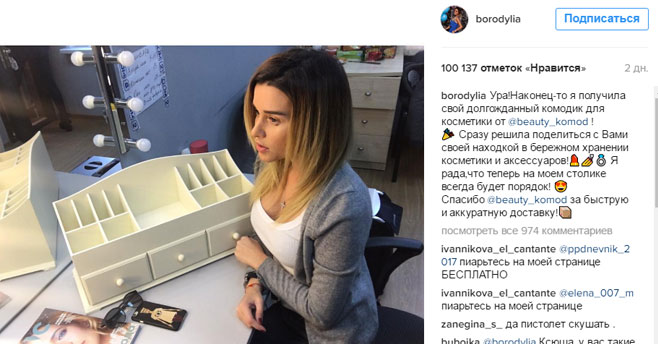 borodylia
Подписаться
100 137 отметок «Нравится»
2 дн.
borodylia Ура!Наконец-то я получила
свой долгожданный комодик для
косметики от @beauty_komod !
Сразу решила поделиться с Вами
своей находкой в бережном хранении
косметики и аксессуаров!💄💅💍 Я
рада,что теперь на моем столике
всегда будет порядок! 😍
Спасибо @beauty_komod за быструю
и аккуратную доставку!
посмотреть все 974 комментариев
ivannikova_el_cantante @ppdnevnik_2
017 пиарьтесь на моей странице
БЕСПЛАТНО
ivannikova_el_cantante @elena_007_m
пиарьтесь на моей странице
zanegina_s_ да пистолет скушать .
@borodylia Ксюша, у вас такие